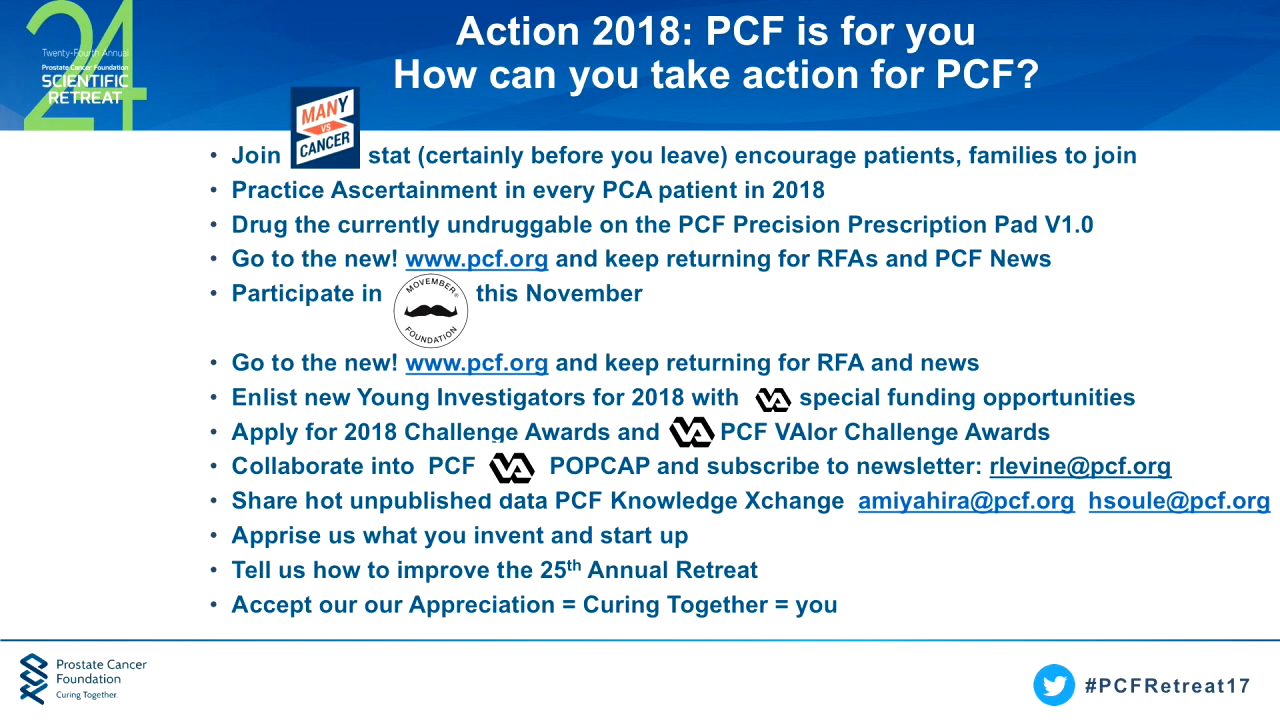 24
Twenty-Fourth Annual
Prostate Cancer Foundation
SCIENTIFIC
RETREAT
Action 2018: PCF is for you
How can you take action for PCF?
• Join MANY VS CANCER stat (certainly before you leave) encourage patients, families to join
• Practice Ascertainment in every PCA patient in 2018
• Drug the currently undruggable on the PCF Precision Prescription Pad V1.0
• Go to the new! www.pcf.org and keep returning for RFAs and PCF News
• Participate in MOVEMBER® FOUNDATION this November
• Go to the new! www.pcf.org and keep returning for RFA and news
• Enlist new Young Investigators for 2018 with VA special funding opportunities
• Apply for 2018 Challenge Awards and VA PCF VAlor Challenge Awards
• Collaborate into PCF VA POPCAP and subscribe to newsletter: rlevine@pcf.org
• Share hot unpublished data PCF Knowledge Xchange amiyahira@pcf.org hsoule@pcf.org
• Apprise us what you invent and start up
• Tell us how to improve the 25th Annual Retreat
• Accept our our Appreciation = Curing Together = you
Prostate Cancer
Foundation
Curing Together.
#PCFRetreat17